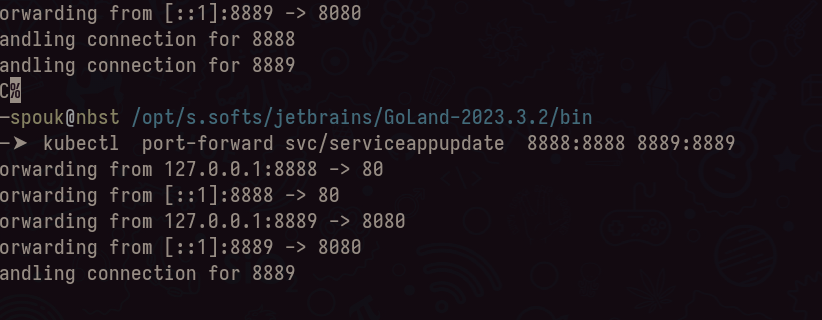 orwarding from [::1]:8889 -> 8080
andling connection for 8888
andling connection for 8889
C%
─spouk@nbst /opt/s.softs/jetbrains/GoLand-2023.3.2/bin
─➤ kubectl  port-forward svc/serviceappupdate  8888:8888 8889:8889
orwarding from 127.0.0.1:8888 -> 80
orwarding from [::1]:8888 -> 80
orwarding from 127.0.0.1:8889 -> 8080
orwarding from [::1]:8889 -> 8080
andling connection for 8889